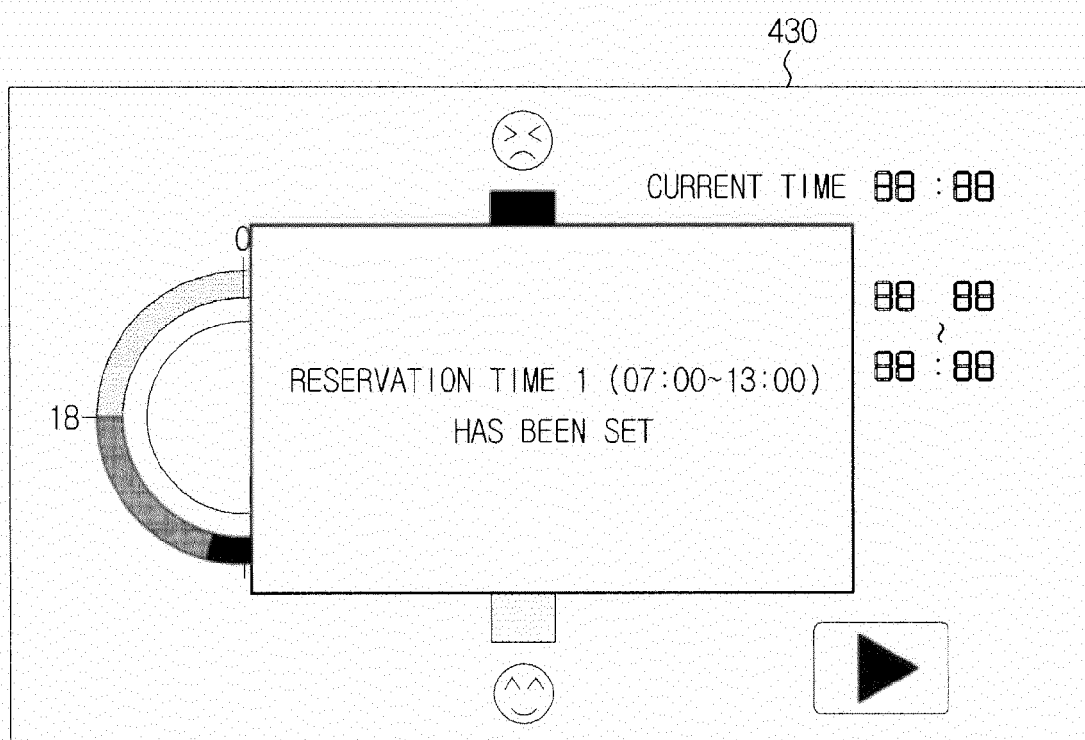 430
CURRENT TIME 88 : 88
0
88 88
~
88 : 88
RESERVATION TIME 1 (07:00~13:00)
18
HAS BEEN SET